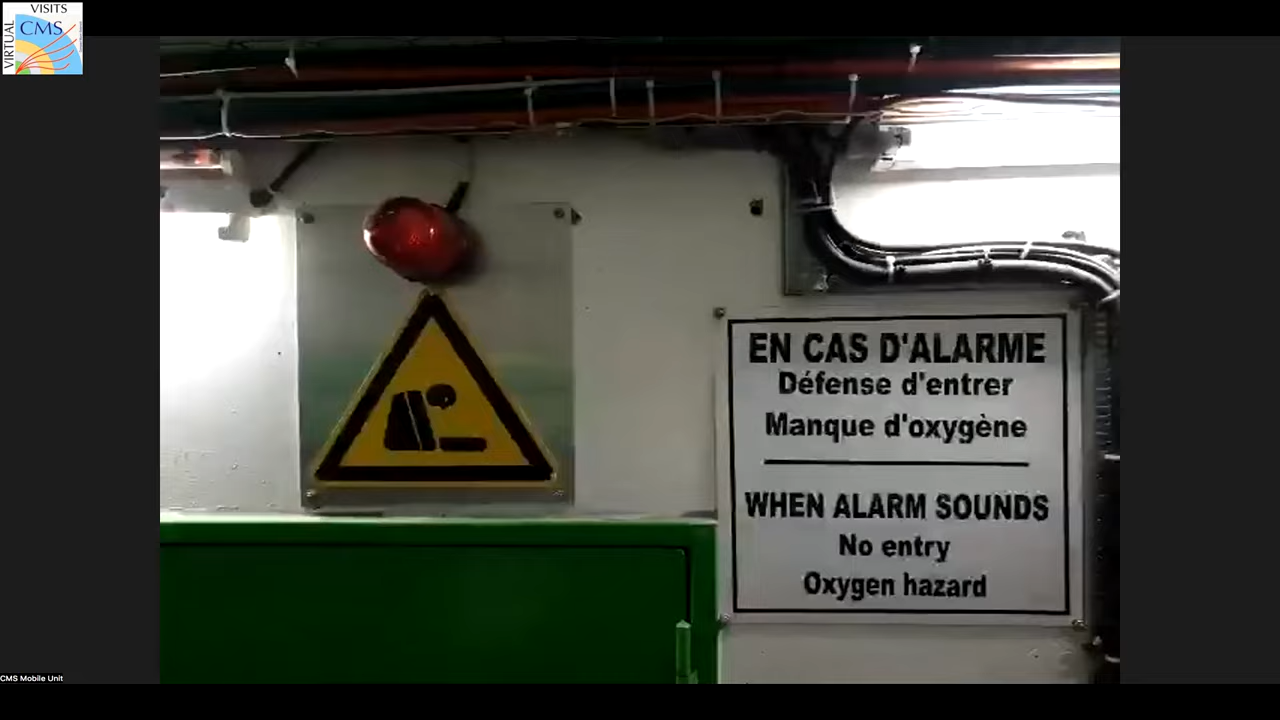 VISITS
VIRTUAL
CMS
EN CAS D'ALARME
Défense d'entrer
Manque d'oxygène
WHEN ALARM SOUNDS
No entry
Oxygen hazard
CMS Mobile Unit